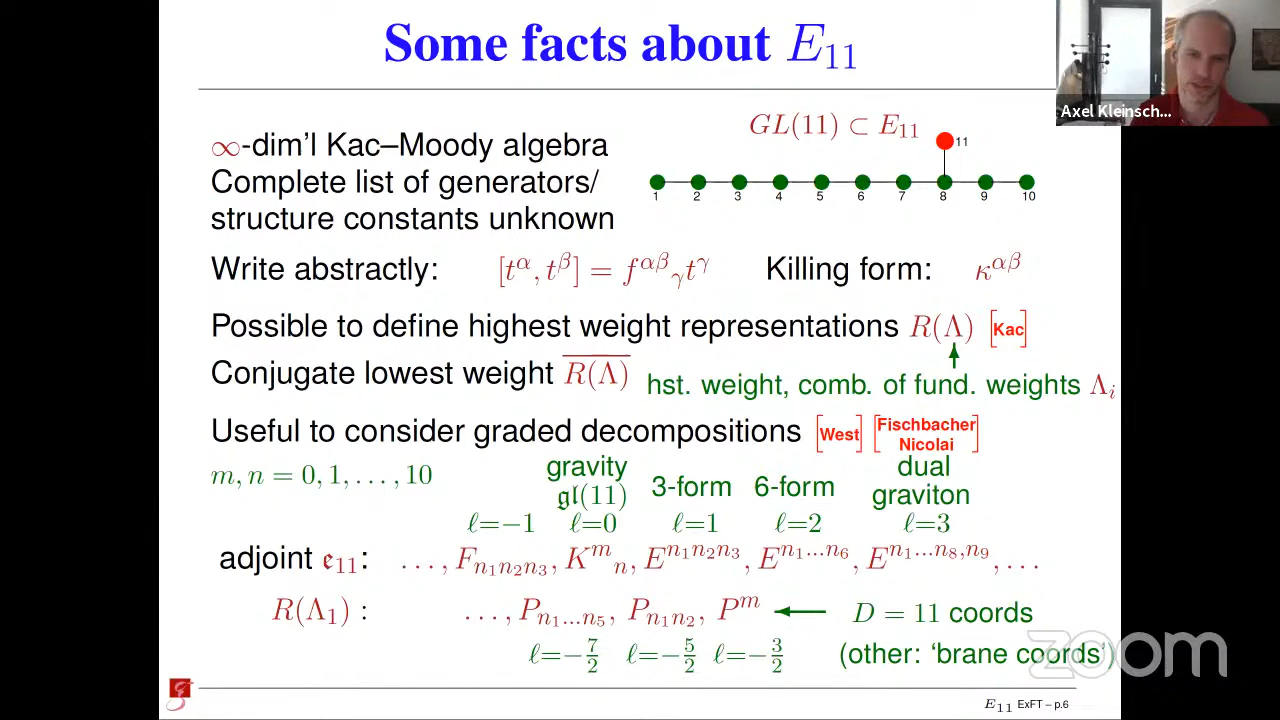 Some facts about E₁₁
Axel Kleinsch...
GL(11) ⊂ E₁₁
11
1 2 3 4 5 6 7 8 9 10
∞-dim'l Kac–Moody algebra
Complete list of generators/
structure constants unknown
Write abstractly: [t^α, t^β] = f^{αβ}_γ t^γ Killing form: κ^{αβ}
Possible to define highest weight representations R(Λ) [Kac]
Conjugate lowest weight \overline{R(Λ)}
hst. weight, comb. of fund. weights Λ_i
Useful to consider graded decompositions [West] [Fischbacher Nicolai]
m, n = 0, 1, . . . , 10
gravity 𝔤𝔩(11) 3-form 6-form dual graviton
ℓ=−1 ℓ=0 ℓ=1 ℓ=2 ℓ=3
adjoint 𝔢₁₁: . . . , F_{n₁n₂n₃}, K^m_n, E^{n₁n₂n₃}, E^{n₁...n₆}, E^{n₁...n₈,n₉}, . . .
R(Λ₁) : . . . , P_{n₁...n₅}, P_{n₁n₂}, P^m ← D = 11 coords
ℓ=−7/2 ℓ=−5/2 ℓ=−3/2 (other: 'brane coords')
zoom
E₁₁ ExFT – p.6